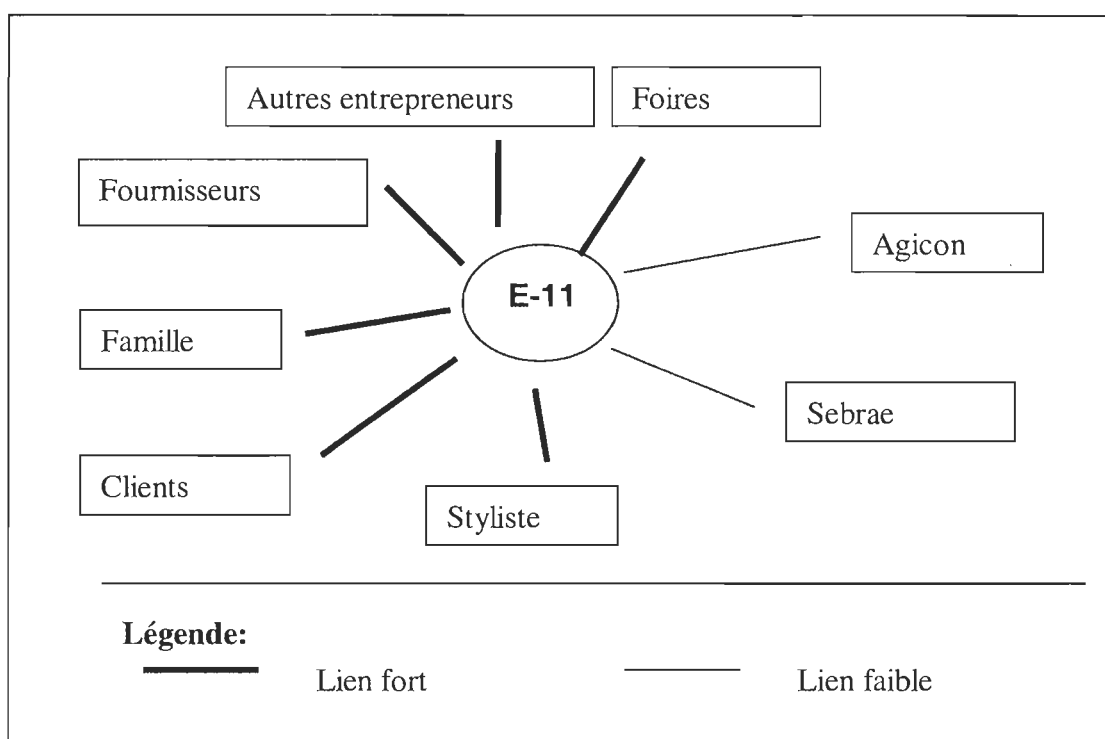 Autres entrepreneurs
Foires
Fournisseurs
Agicon
E-11
Famille
Sebrae
Clients
Styliste
Légende:
Lien fort
Lien faible